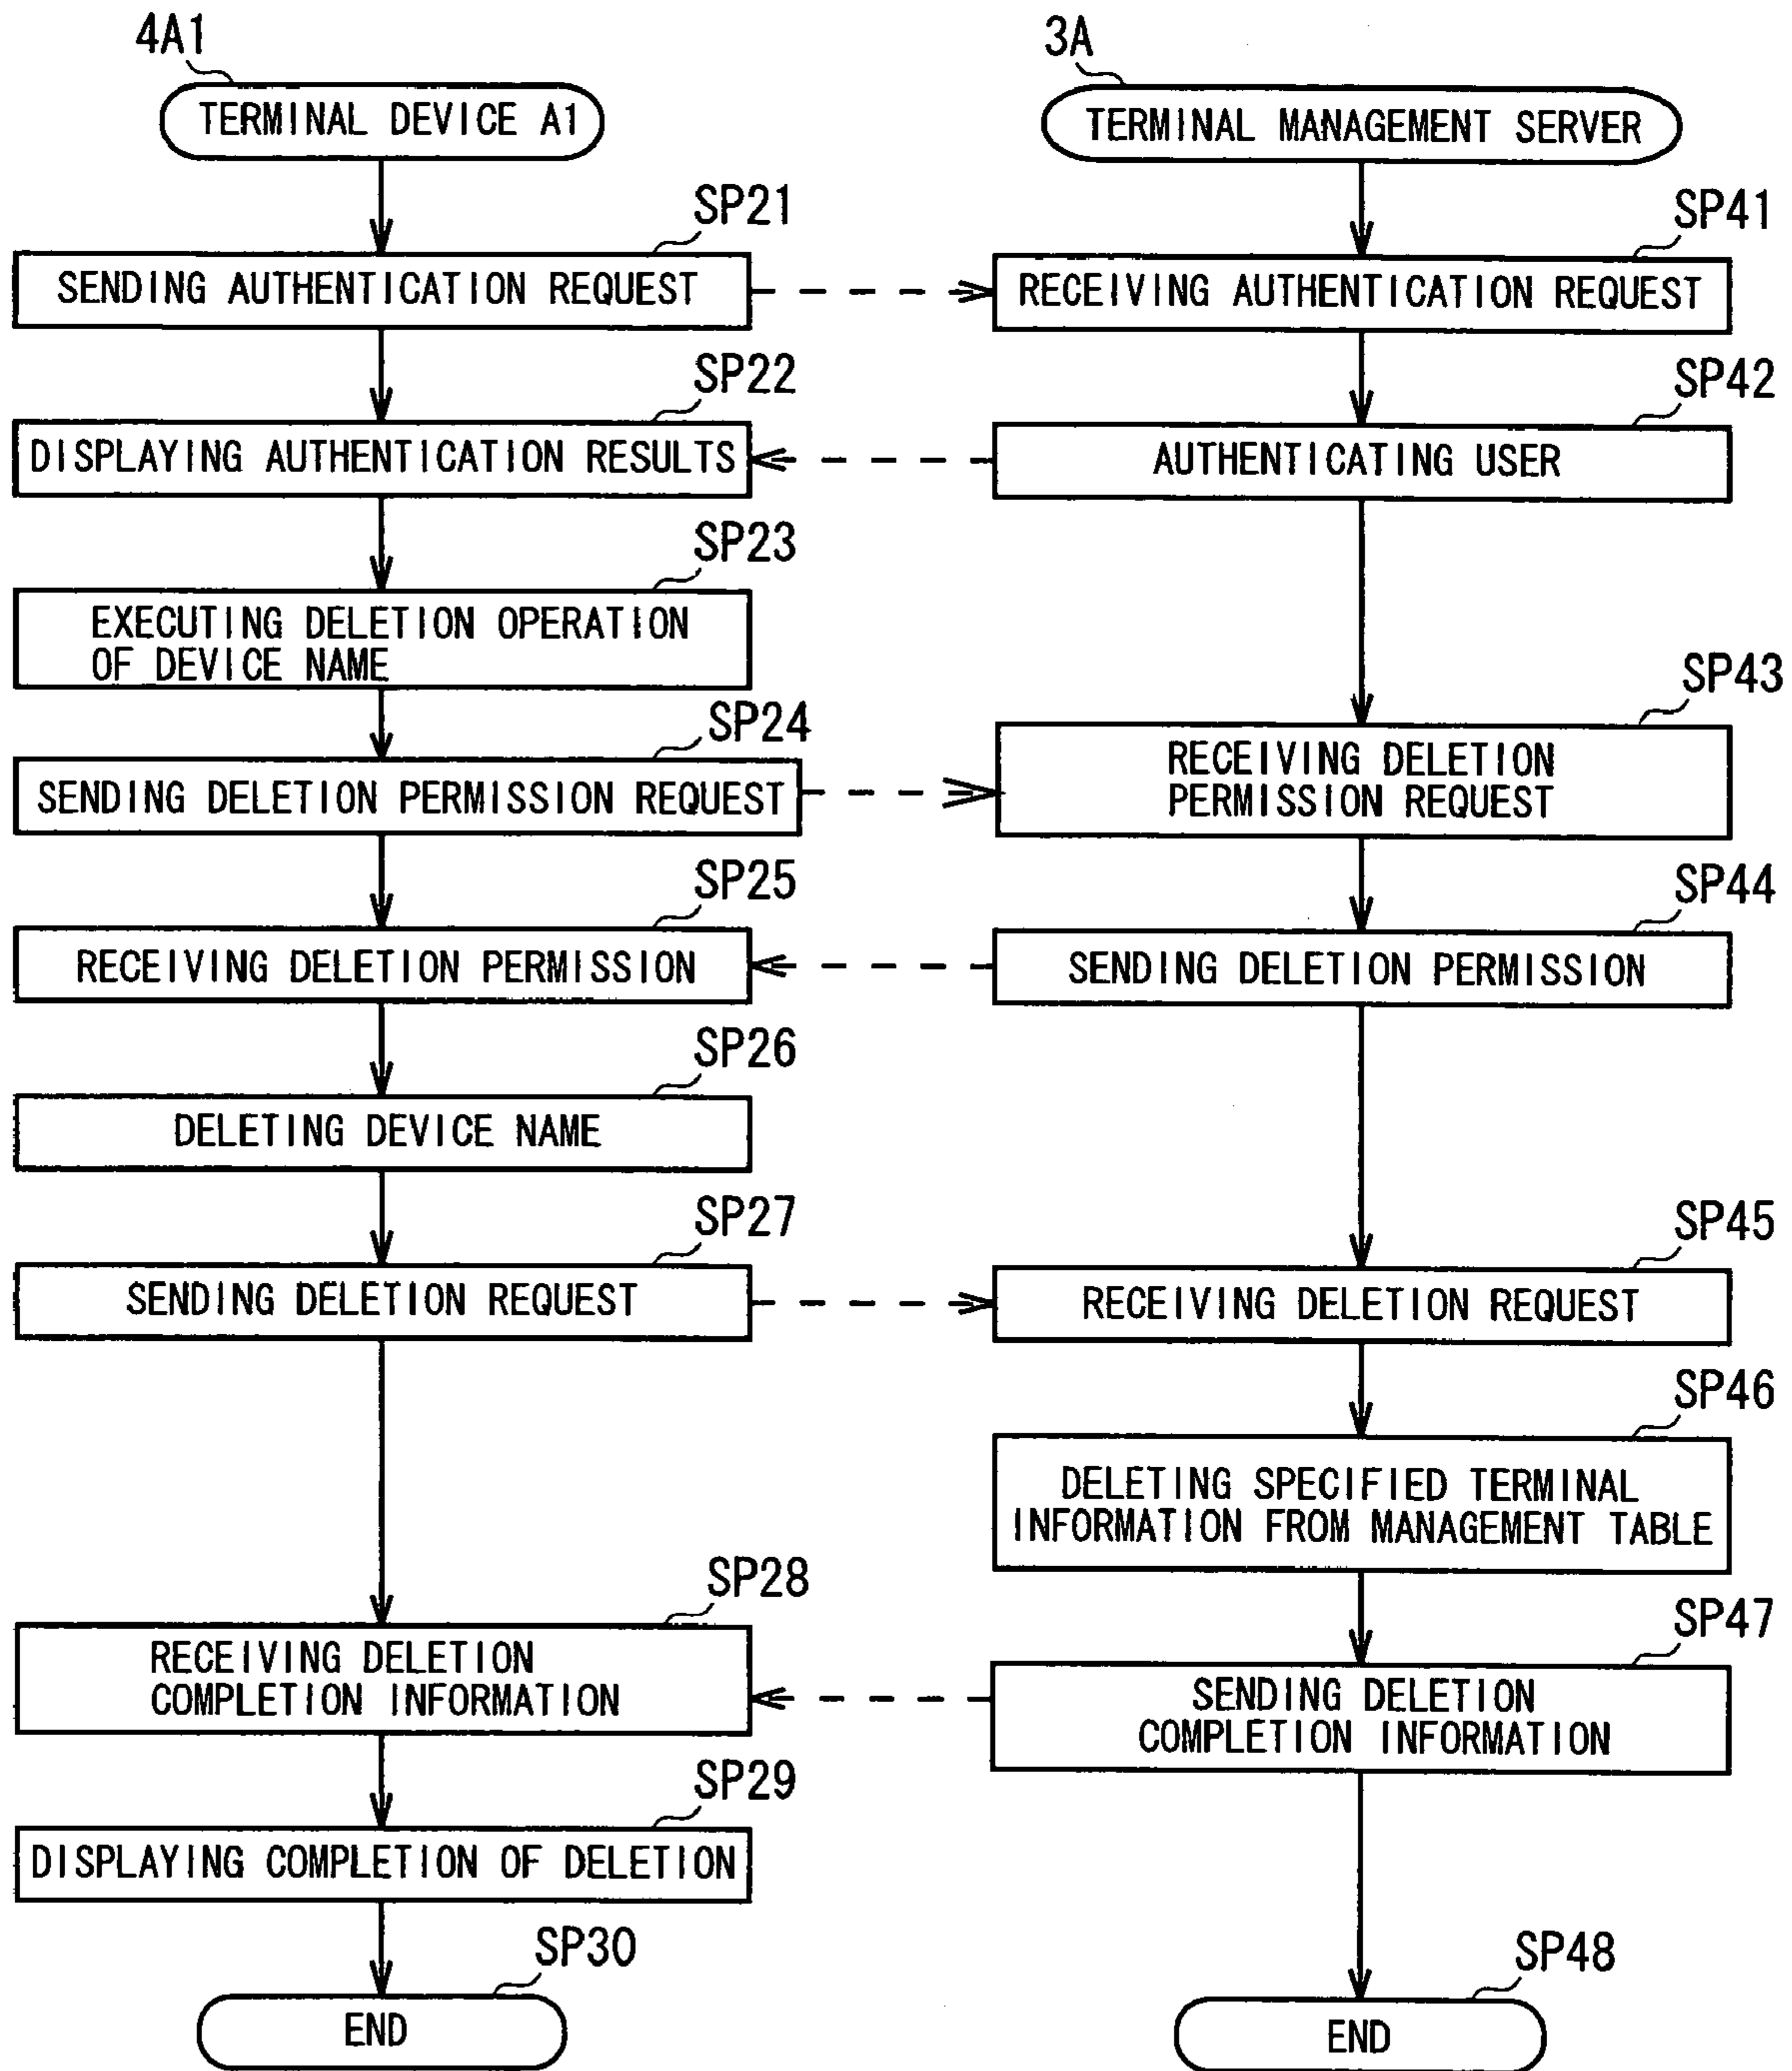 4A1
TERMINAL DEVICE A1
SP21
SENDING AUTHENTICATION REQUEST
SP22
DISPLAYING AUTHENTICATION RESULTS
SP23
EXECUTING DELETION OPERATION
OF DEVICE NAME
SP24
SENDING DELETION PERMISSION REQUEST
SP25
RECEIVING DELETION PERMISSION
SP26
DELETING DEVICE NAME
SP27
SENDING DELETION REQUEST
SP28
RECEIVING DELETION
COMPLETION INFORMATION
SP29
DISPLAYING COMPLETION OF DELETION
SP30
END
3A
TERMINAL MANAGEMENT SERVER
SP41
RECEIVING AUTHENTICATION REQUEST
SP42
AUTHENTICATING USER
SP43
RECEIVING DELETION
PERMISSION REQUEST
SP44
SENDING DELETION PERMISSION
SP45
RECEIVING DELETION REQUEST
SP46
DELETING SPECIFIED TERMINAL
INFORMATION FROM MANAGEMENT TABLE
SP47
SENDING DELETION
COMPLETION INFORMATION
SP48
END